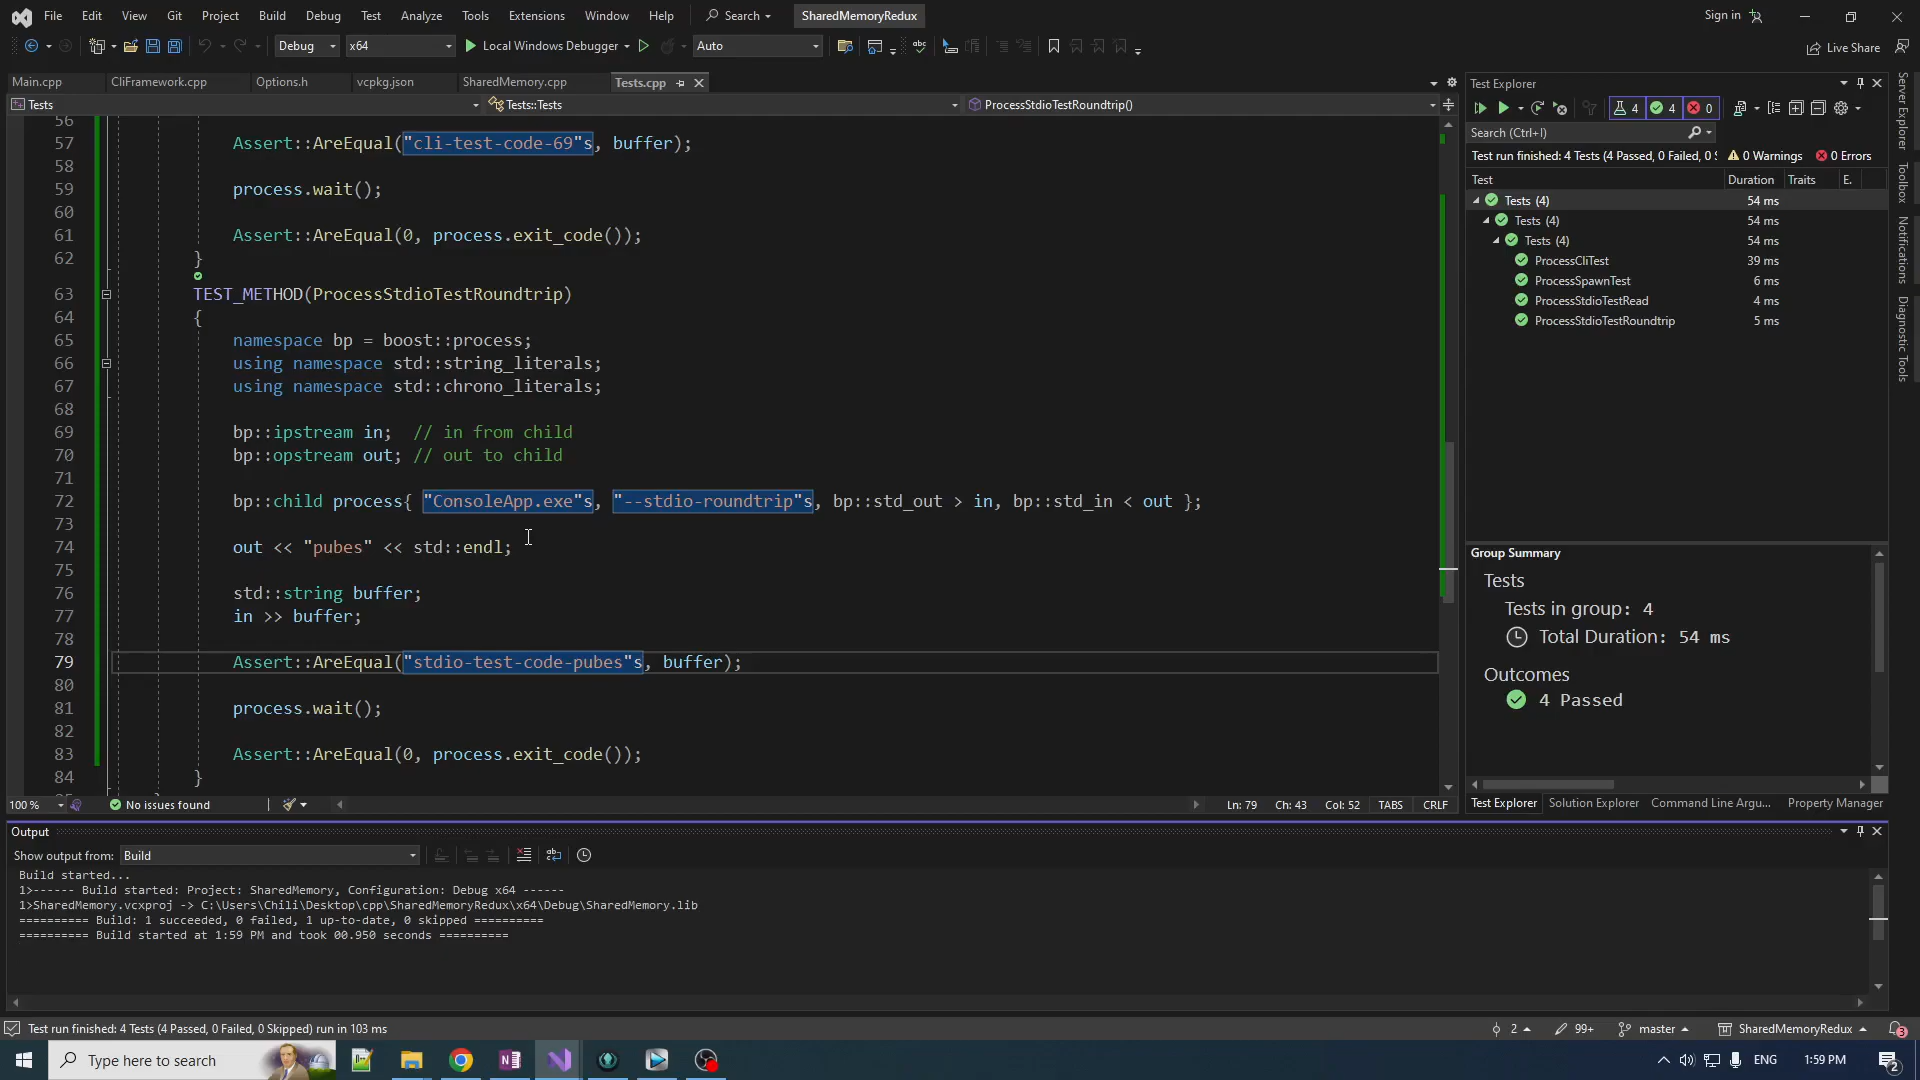 File Edit View Git Project Build Debug Test Analyze Tools Extensions Window Help Search SharedMemoryRedux Sign in
Debug x64 Local Windows Debugger Auto Live Share
Main.cpp CliFramework.cpp Options.h vcpkg.json SharedMemory.cpp Tests.cpp
Tests Tests::Tests ProcessStdioTestRoundtrip()
56
57 Assert::AreEqual("cli-test-code-69"s, buffer);
58
59 process.wait();
60
61 Assert::AreEqual(0, process.exit_code());
62 }
63 TEST_METHOD(ProcessStdioTestRoundtrip)
64 {
65 namespace bp = boost::process;
66 using namespace std::string_literals;
67 using namespace std::chrono_literals;
68
69 bp::ipstream in; // in from child
70 bp::opstream out; // out to child
71
72 bp::child process{ "ConsoleApp.exe"s, "--stdio-roundtrip"s, bp::std_out > in, bp::std_in < out };
73
74 out << "pubes" << std::endl;
75
76 std::string buffer;
77 in >> buffer;
78
79 Assert::AreEqual("stdio-test-code-pubes"s, buffer);
80
81 process.wait();
82
83 Assert::AreEqual(0, process.exit_code());
84 }
100 % No issues found Ln: 79 Ch: 43 Col: 52 TABS CRLF
Test Explorer
4 4 0
Search (Ctrl+I)
Test run finished: 4 Tests (4 Passed, 0 Failed, 0 S 0 Warnings 0 Errors
Test Duration Traits E.
Tests (4) 54 ms
Tests (4) 54 ms
Tests (4) 54 ms
ProcessCliTest 39 ms
ProcessSpawnTest 6 ms
ProcessStdioTestRead 4 ms
ProcessStdioTestRoundtrip 5 ms
Group Summary
Tests
Tests in group: 4
Total Duration: 54 ms
Outcomes
4 Passed
Test Explorer Solution Explorer Command Line Argu... Property Manager
Server Explorer
Toolbox
Notifications
Diagnostic Tools
Output
Show output from: Build
Build started...
1>------ Build started: Project: SharedMemory, Configuration: Debug x64 ------
1>SharedMemory.vcxproj -> C:\Users\Chili\Desktop\cpp\SharedMemoryRedux\x64\Debug\SharedMemory.lib
========== Build: 1 succeeded, 0 failed, 1 up-to-date, 0 skipped ==========
========== Build started at 1:59 PM and took 00.950 seconds ==========
Test run finished: 4 Tests (4 Passed, 0 Failed, 0 Skipped) run in 103 ms 2 99+ master SharedMemoryRedux 3
Type here to search ENG 1:59 PM 2